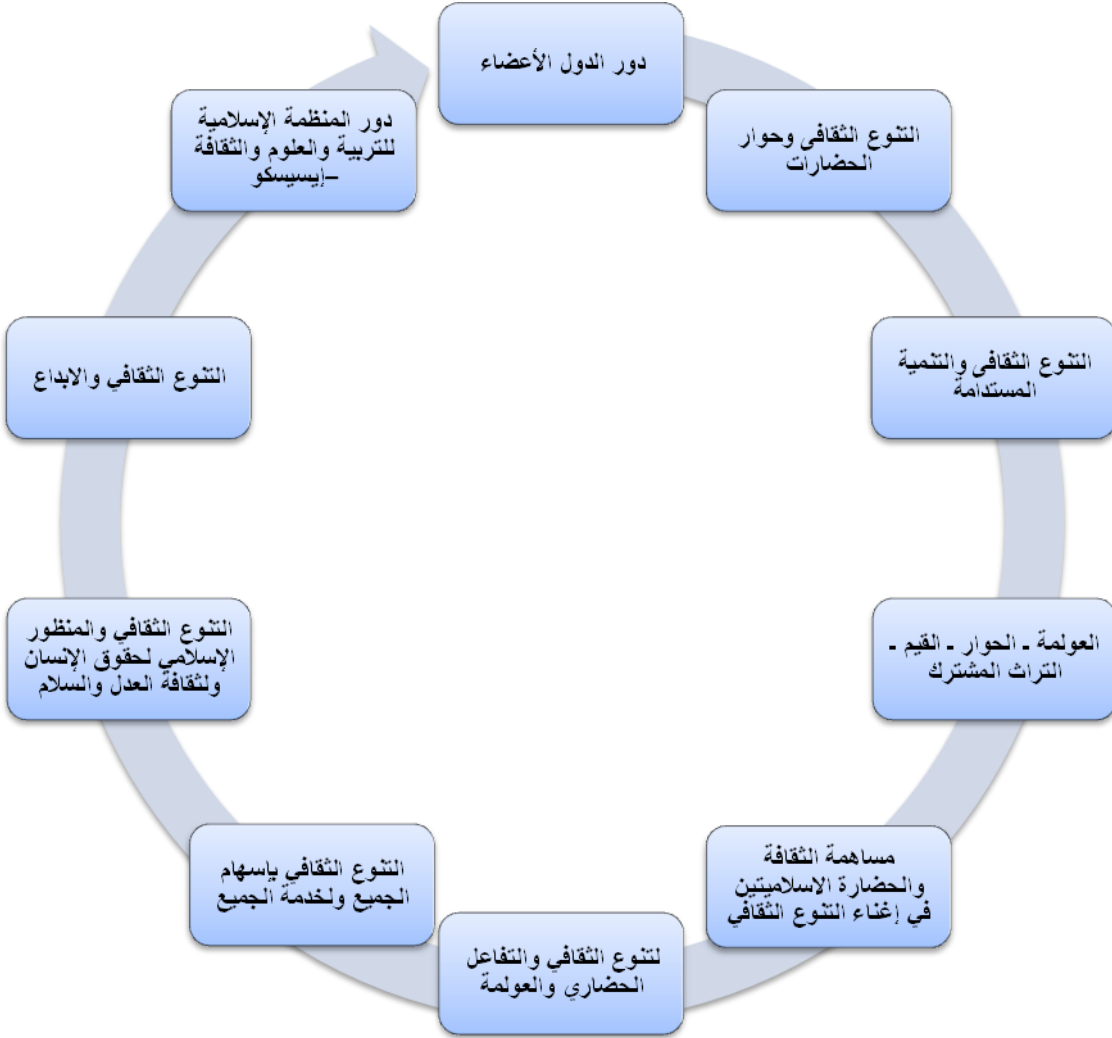 دور الدول الأعضاء
التنوع الثقافى وحوار
الحضارات
التنوع الثقافى والتنمية
المستدامة
العولمة ـ الحوار ـ القيم ـ
التراث المشترك
مساهمة الثقافة
والحضارة الاسلاميتين
في إغناء التنوع الثقافي
لتنوع الثقافي والتفاعل
الحضاري والعولمة
التنوع الثقافي بإسهام
الجميع ولخدمة الجميع
التنوع الثقافي والمنظور
الإسلامي لحقوق الإنسان
ولثقافة العدل والسلام
التنوع الثقافي والابداع
دور المنظمة الإسلامية
للتربية والعلوم والثقافة
–إيسيسكو